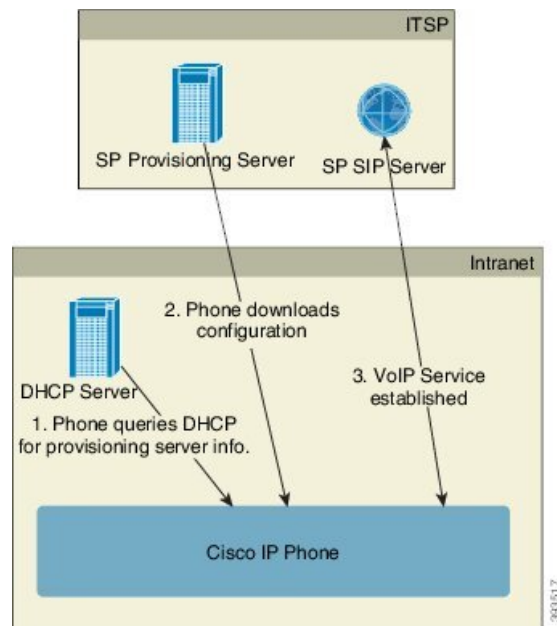 ITSP
SP Provisioning Server
SP SIP Server
Intranet
2. Phone downloads
configuration
DHCP Server
3. VoIP Service
established
1. Phone queries DHCP
for provisioning server info.
Cisco IP Phone
393517